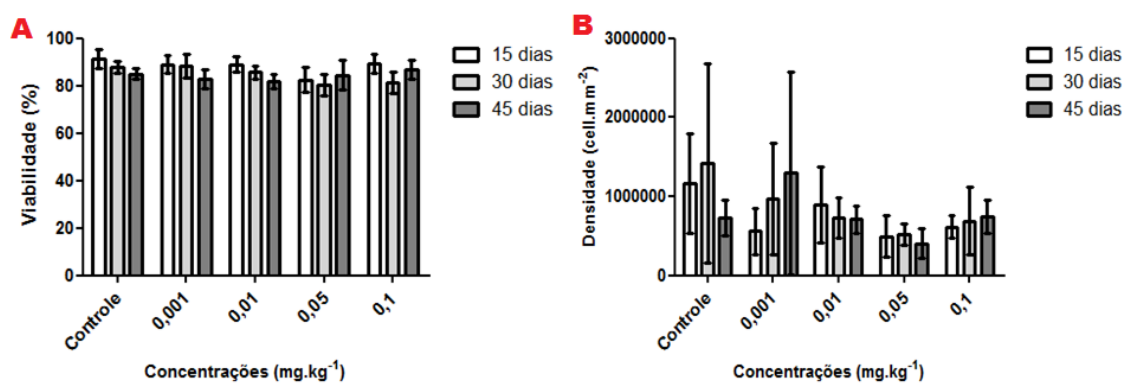 A
Viabilidade (%)
100
80
60
40
20
0
Controle
0,001
0,01
0,05
0,1
Concentrações (mg.kg⁻¹)
15 dias
30 dias
45 dias
B
Densidade (cell.mm⁻²)
3000000
2000000
1000000
0
Controle
0,001
0,01
0,05
0,1
Concentrações (mg.kg⁻¹)
15 dias
30 dias
45 dias